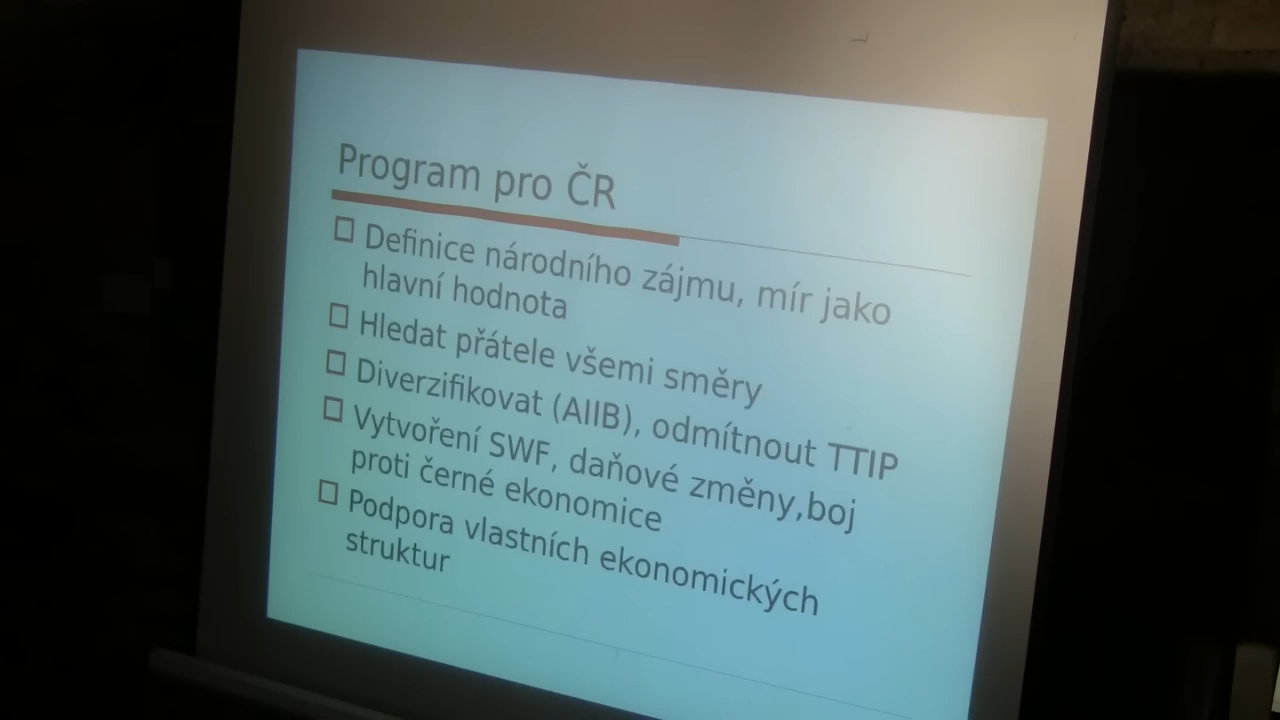 Program pro ČR
Definice národního zájmu, mír jako
hlavní hodnota
Hledat přátele všemi směry
Diverzifikovat (AIIB), odmítnout TTIP
Vytvoření SWF, daňové změny,boj
proti černé ekonomice
Podpora vlastních ekonomických
struktur